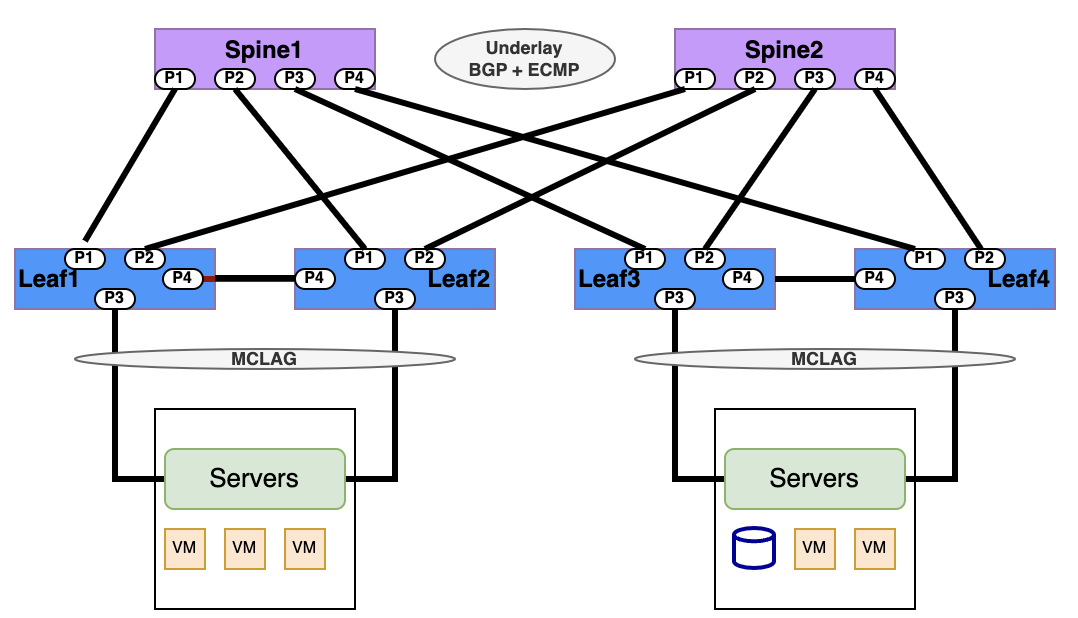 Spine1
Underlay
BGP + ECMP
Spine2
P1 P2 P3 P4
P1 P2 P3 P4
P1 P2
Leaf1
P4
P3
P1 P2
P4
Leaf2
P3
P1 P2
Leaf3
P4
P3
P1 P2
P4
Leaf4
P3
MCLAG
MCLAG
Servers
VM VM VM
Servers
VM VM